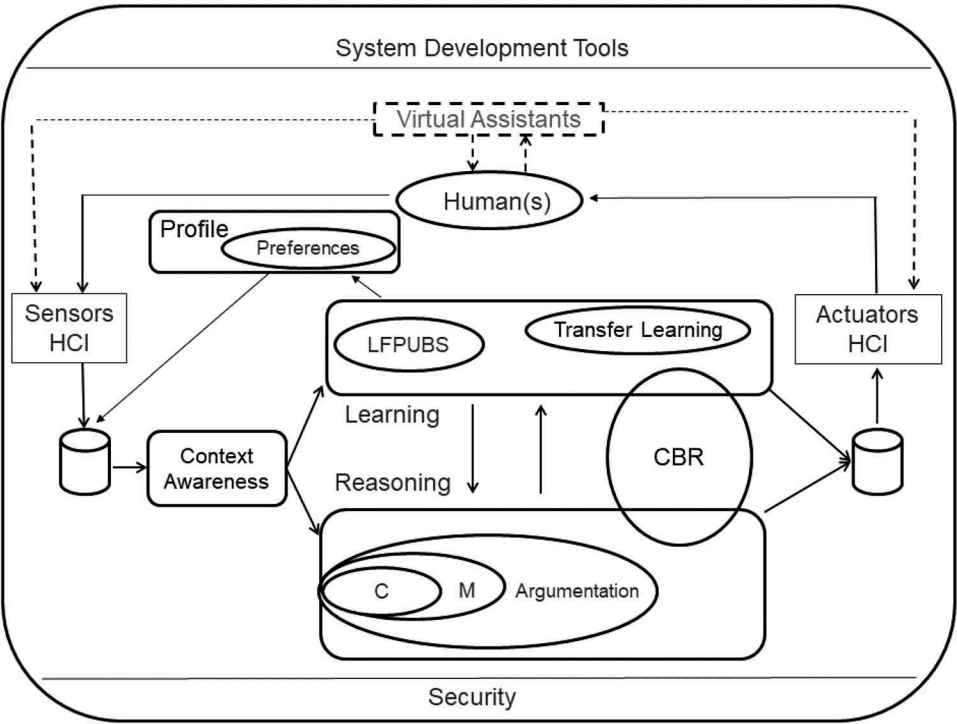 System Development Tools
Virtual Assistants
Human(s)
Profile
Preferences
Sensors
HCI
Actuators
HCI
LFPUBS
Transfer Learning
Learning
Context
Awareness
CBR
Reasoning
C
M
Argumentation
Security